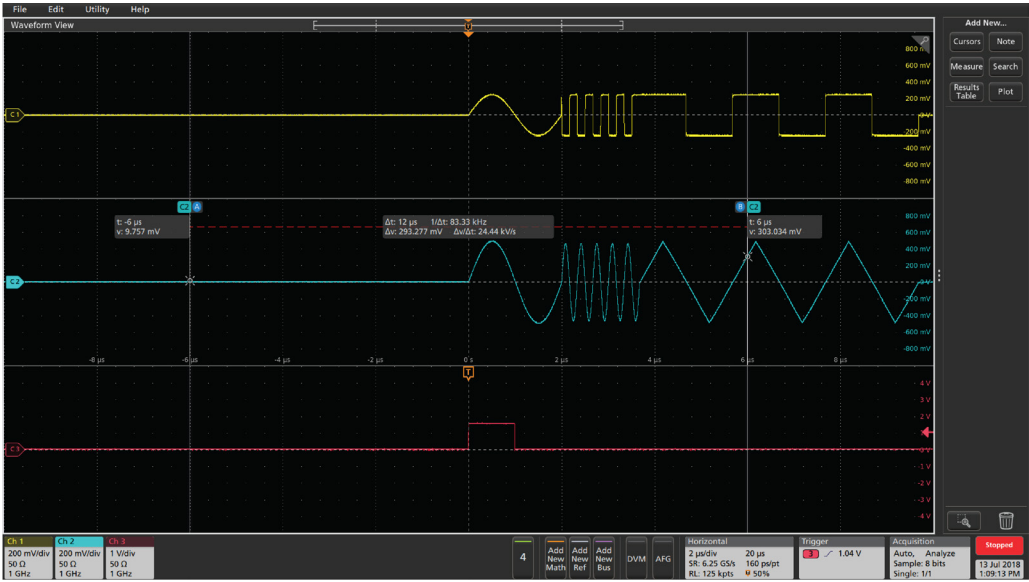 File Edit Utility Help
Waveform View
Add New...
Cursors Note
Measure Search
Results Table Plot
T
800 m
600 mV
400 mV
200 mV
C1
0 V
-200 mV
-400 mV
-600 mV
-800 mV
C2 A
B C2
t: -6 µs
v: 9.757 mV
Δt: 12 µs 1/Δt: 83.33 kHz
Δv: 293.277 mV Δv/Δt: 24.44 kV/s
t: 6 µs
v: 303.034 mV
800 mV
600 mV
400 mV
200 mV
C2
0 V
-200 mV
-400 mV
-600 mV
-800 mV
-8 µs -6 µs -4 µs -2 µs 0 s 2 µs 4 µs 6 µs 8 µs
T
4 V
3 V
2 V
C3
0 V
-1 V
-2 V
-3 V
-4 V
Ch 1
200 mV/div
50 Ω
1 GHz
Ch 2
200 mV/div
50 Ω
1 GHz
Ch 3
1 V/div
50 Ω
1 GHz
4
Add New Math
Add New Ref
Add New Bus
DVM
AFG
Horizontal
2 µs/div 20 µs
SR: 6.25 GS/s 160 ps/pt
RL: 125 kpts 50%
Trigger
3 1.04 V
Acquisition
Auto, Analyze
Sample: 8 bits
Single: 1/1
Stopped
13 Jul 2018
1:09:13 PM